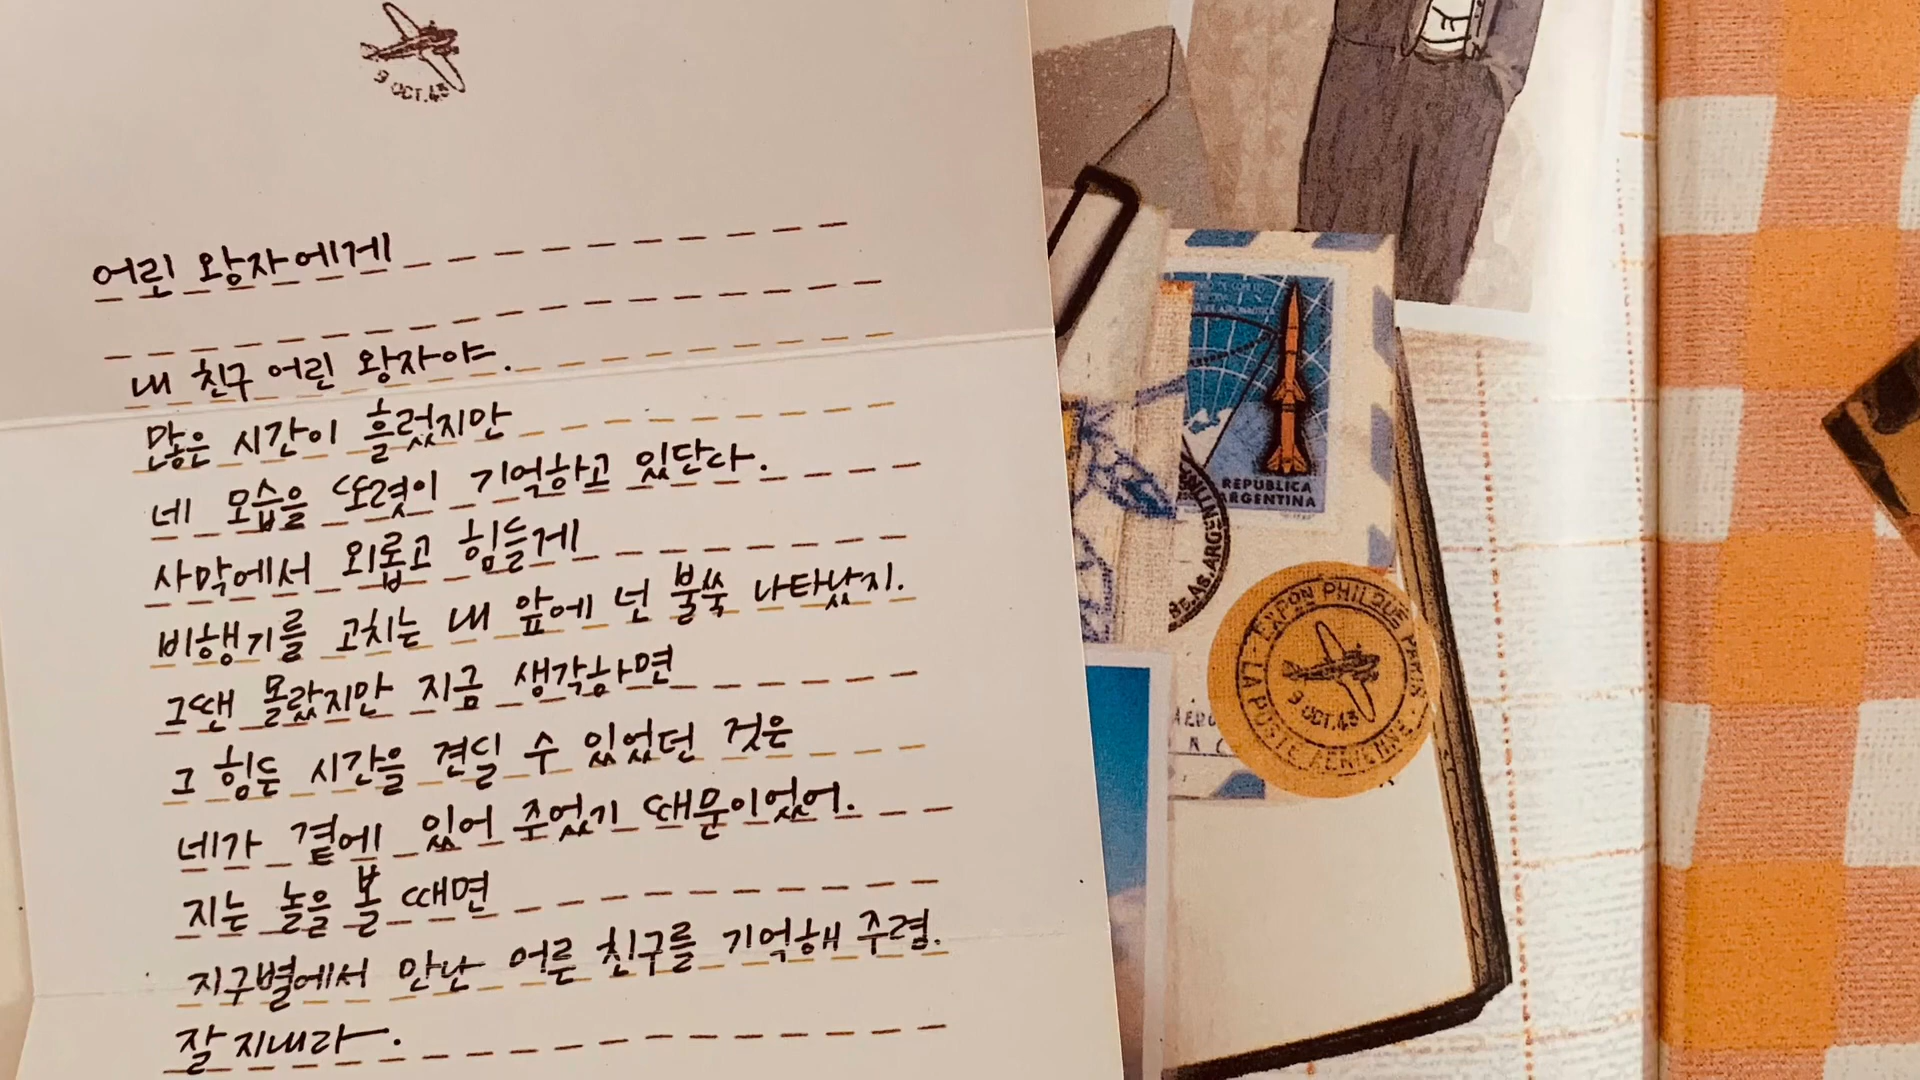 9 OCT.43
어린 왕자에게
내 친구 어린 왕자야.
많은 시간이 흘렀지만
네 모습을 또렷이 기억하고 있단다.
사막에서 외롭고 힘들게
비행기를 고치는 내 앞에 넌 불쑥 나타났지.
그땐 몰랐지만 지금 생각하면
그 힘든 시간을 견딜 수 있었던 것은
네가 곁에 있어 주었기 때문이었어.
지는 놀을 볼 때면
지구별에서 만난 어른 친구를 기억해 주렴.
잘 지내라.
REPUBLICA
ARGENTINA
BS.AS. ARGENTIN
EXPON PHILQUE PARIS
9 OCT.43
LA POSTE AERIENNE